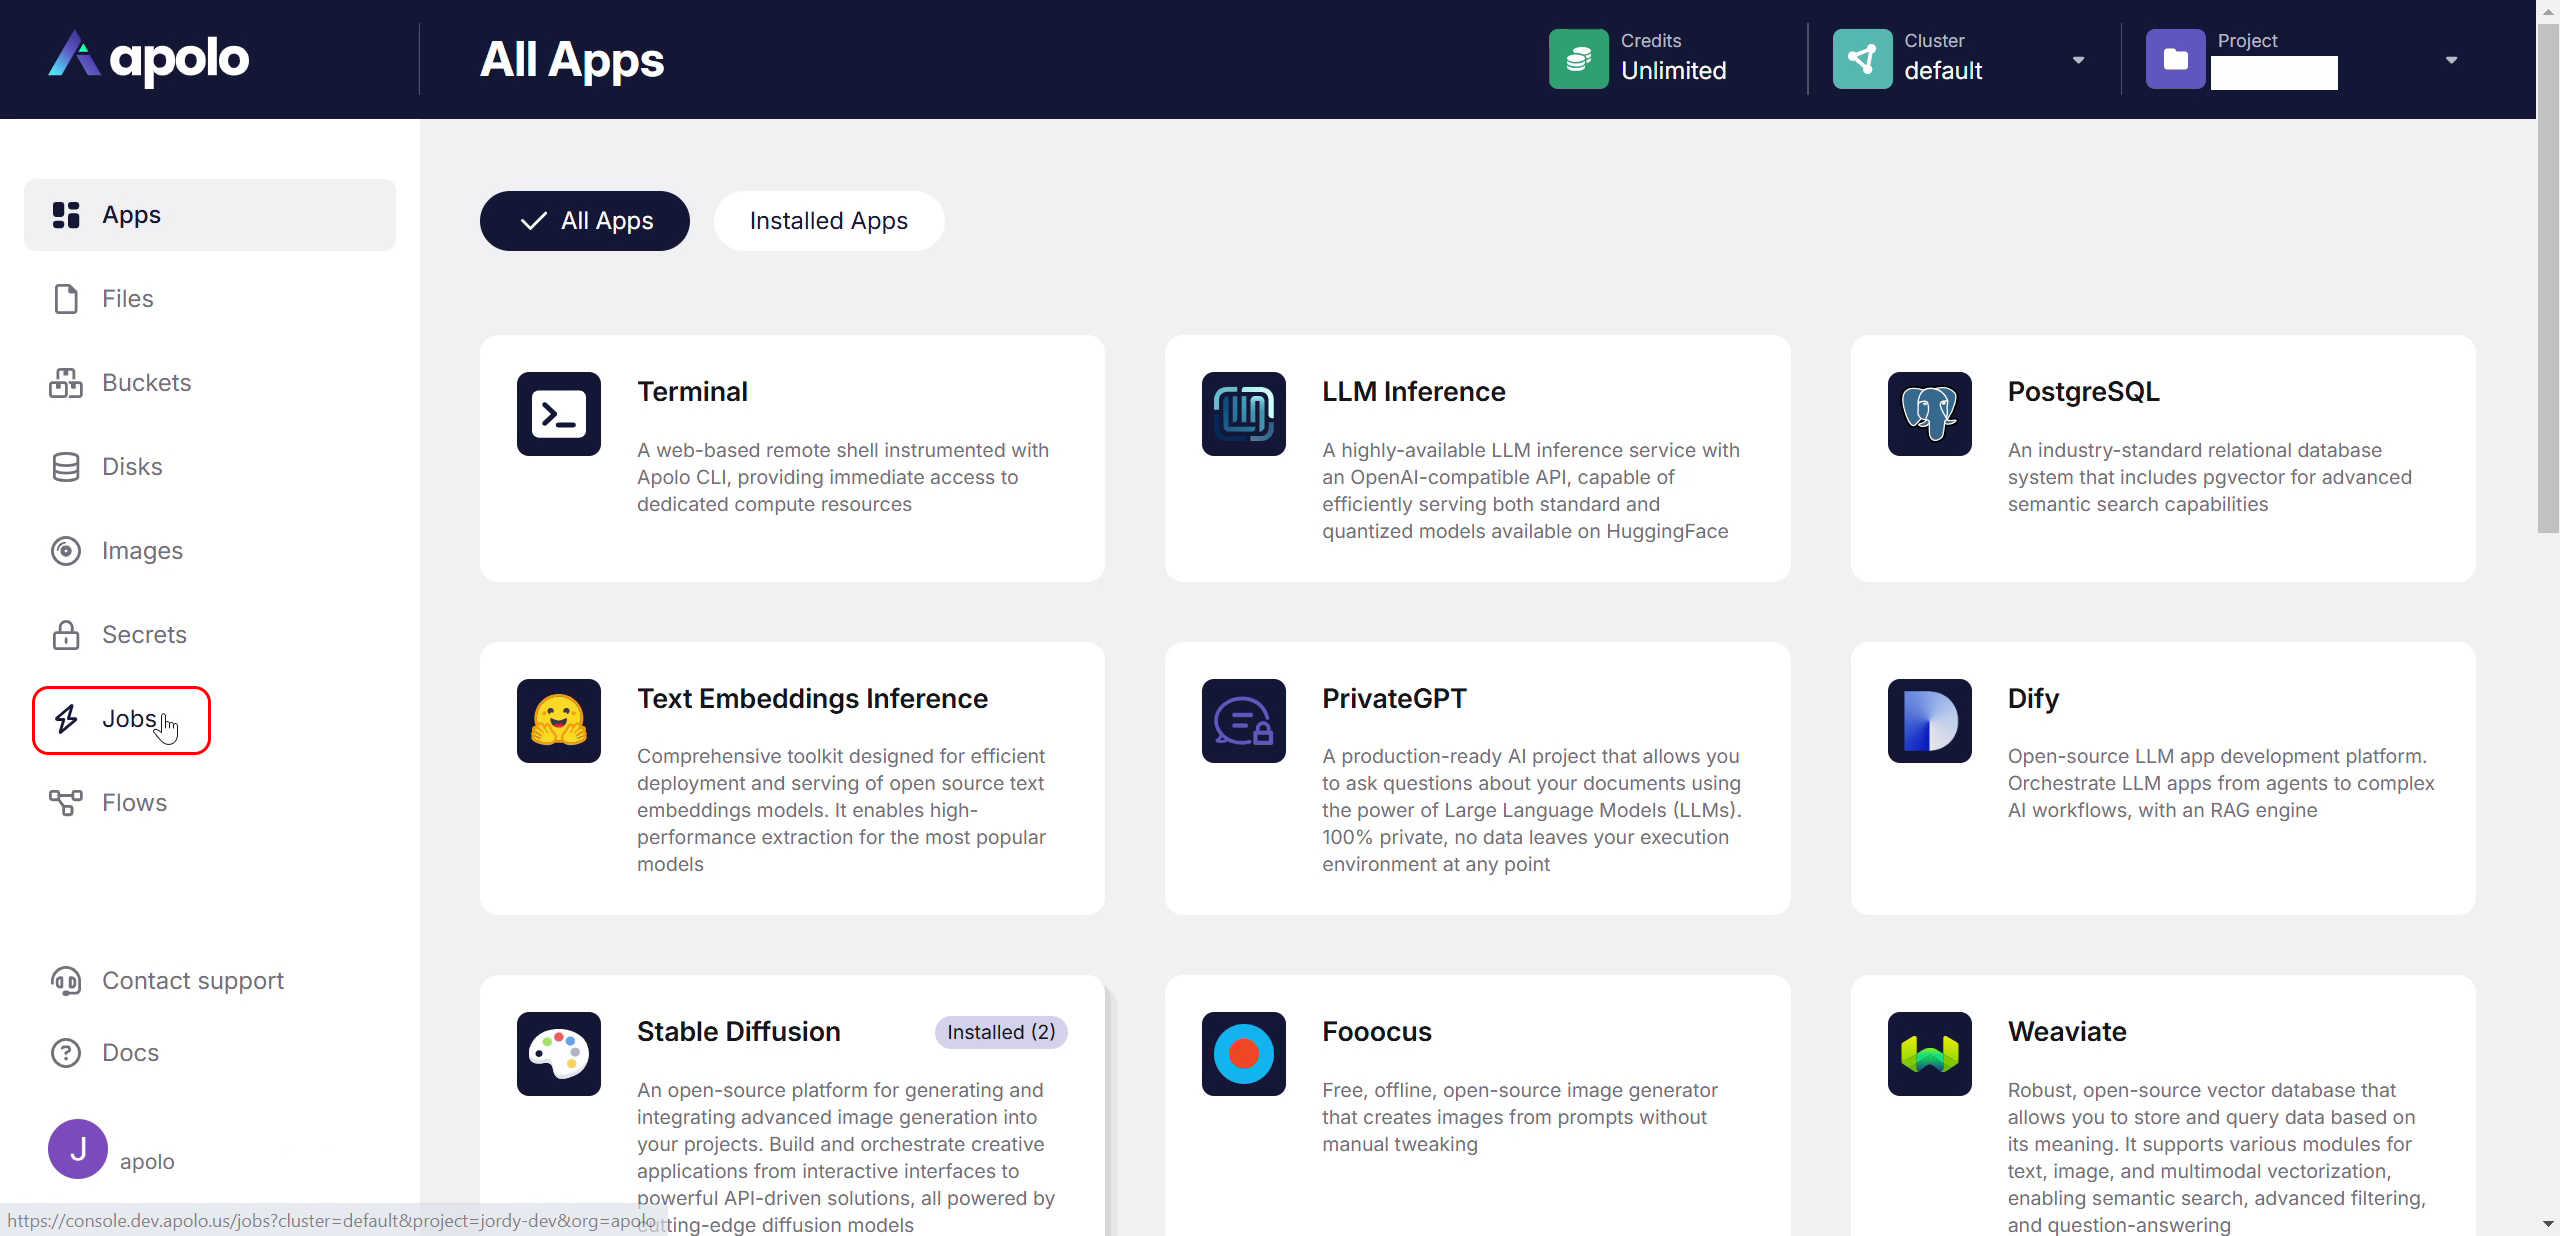 apolo
All Apps
Credits
Unlimited
Cluster
default
Project
Apps
Files
Buckets
Disks
Images
Secrets
Jobs
Flows
Contact support
Docs
J
apolo
https://console.dev.apolo.us/jobs?cluster=default&project=jordy-dev&org=apolo
All Apps
Installed Apps
Terminal
A web-based remote shell instrumented with
Apolo CLI, providing immediate access to
dedicated compute resources
LLM Inference
A highly-available LLM inference service with
an OpenAI-compatible API, capable of
efficiently serving both standard and
quantized models available on HuggingFace
PostgreSQL
An industry-standard relational database
system that includes pgvector for advanced
semantic search capabilities
Text Embeddings Inference
Comprehensive toolkit designed for efficient
deployment and serving of open source text
embeddings models. It enables high-
performance extraction for the most popular
models
PrivateGPT
A production-ready AI project that allows you
to ask questions about your documents using
the power of Large Language Models (LLMs).
100% private, no data leaves your execution
environment at any point
Dify
Open-source LLM app development platform.
Orchestrate LLM apps from agents to complex
AI workflows, with an RAG engine
Stable Diffusion
Installed (2)
An open-source platform for generating and
integrating advanced image generation into
your projects. Build and orchestrate creative
applications from interactive interfaces to
powerful API-driven solutions, all powered by
cutting-edge diffusion models
Fooocus
Free, offline, open-source image generator
that creates images from prompts without
manual tweaking
Weaviate
Robust, open-source vector database that
allows you to store and query data based on
its meaning. It supports various modules for
text, image, and multimodal vectorization,
enabling semantic search, advanced filtering,
and question-answering